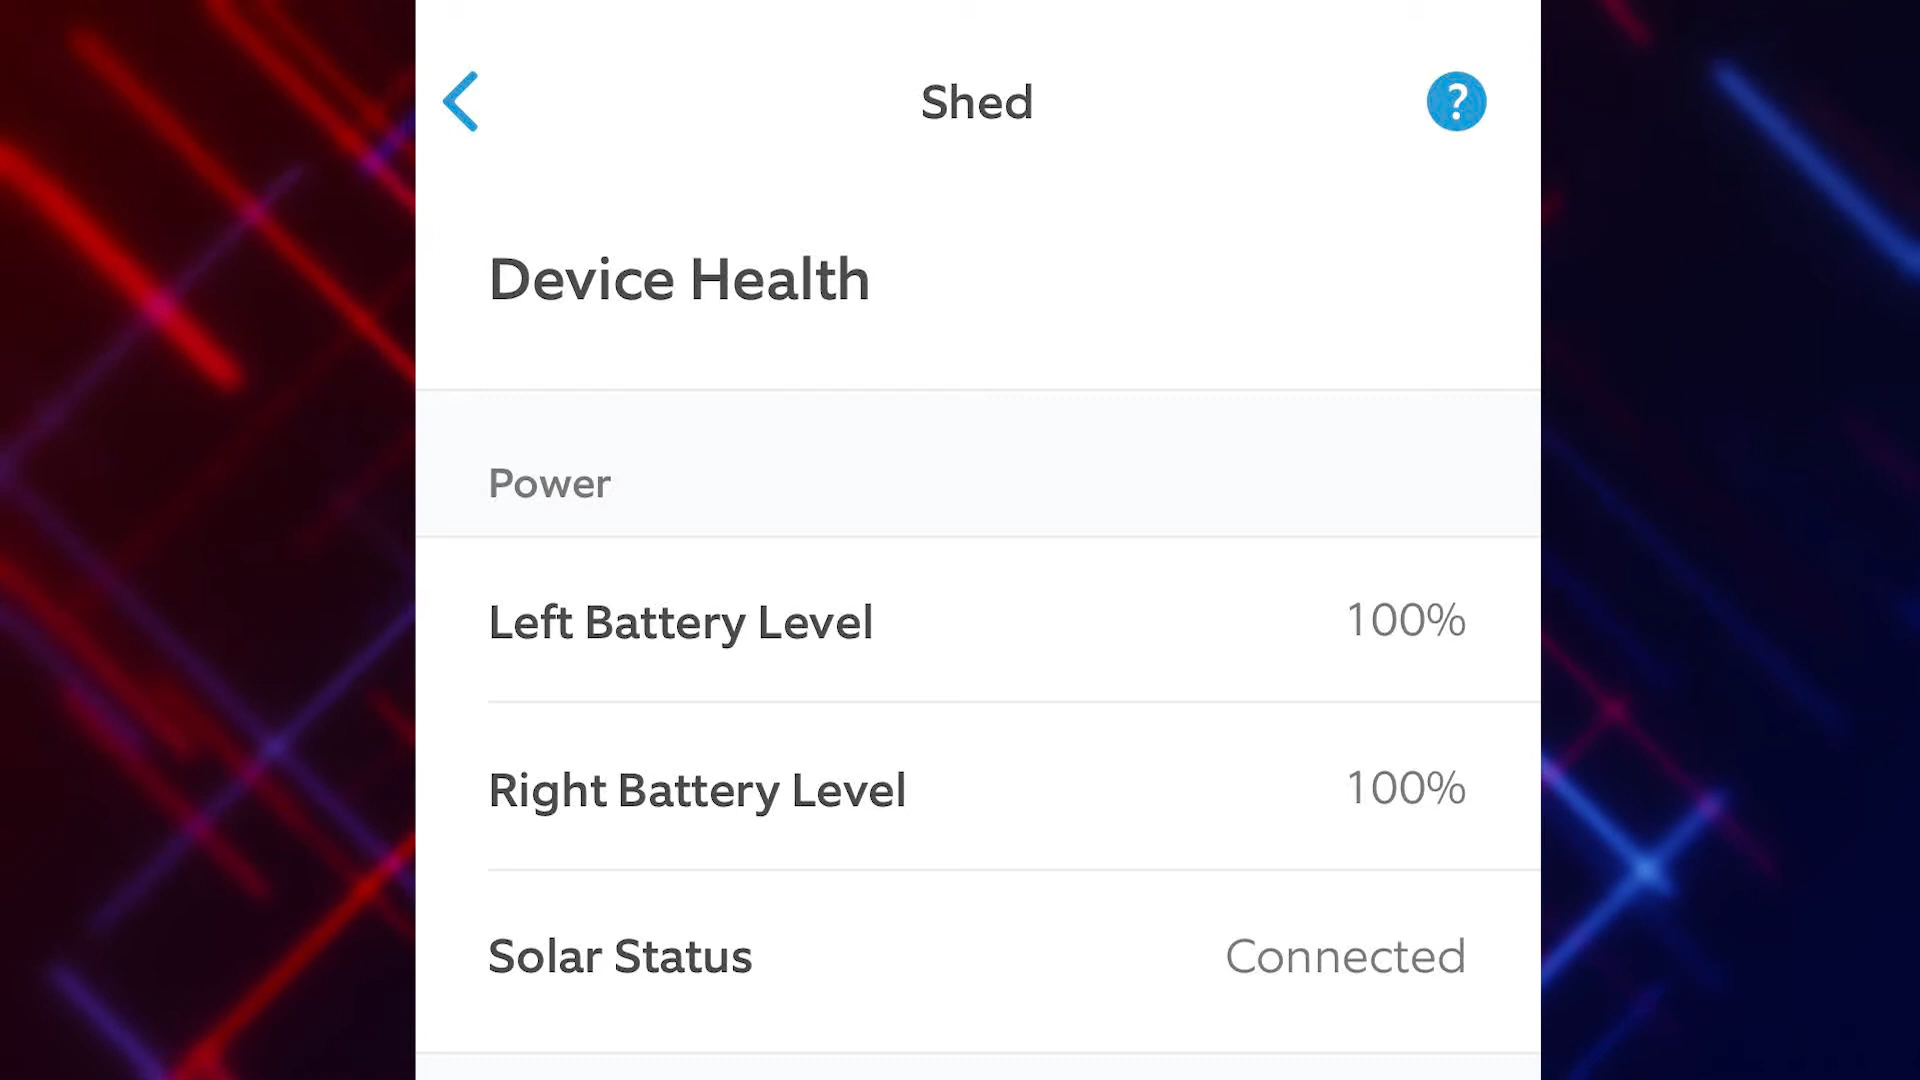 Shed
?
Device Health
Power
Left Battery Level 100%
Right Battery Level 100%
Solar Status Connected